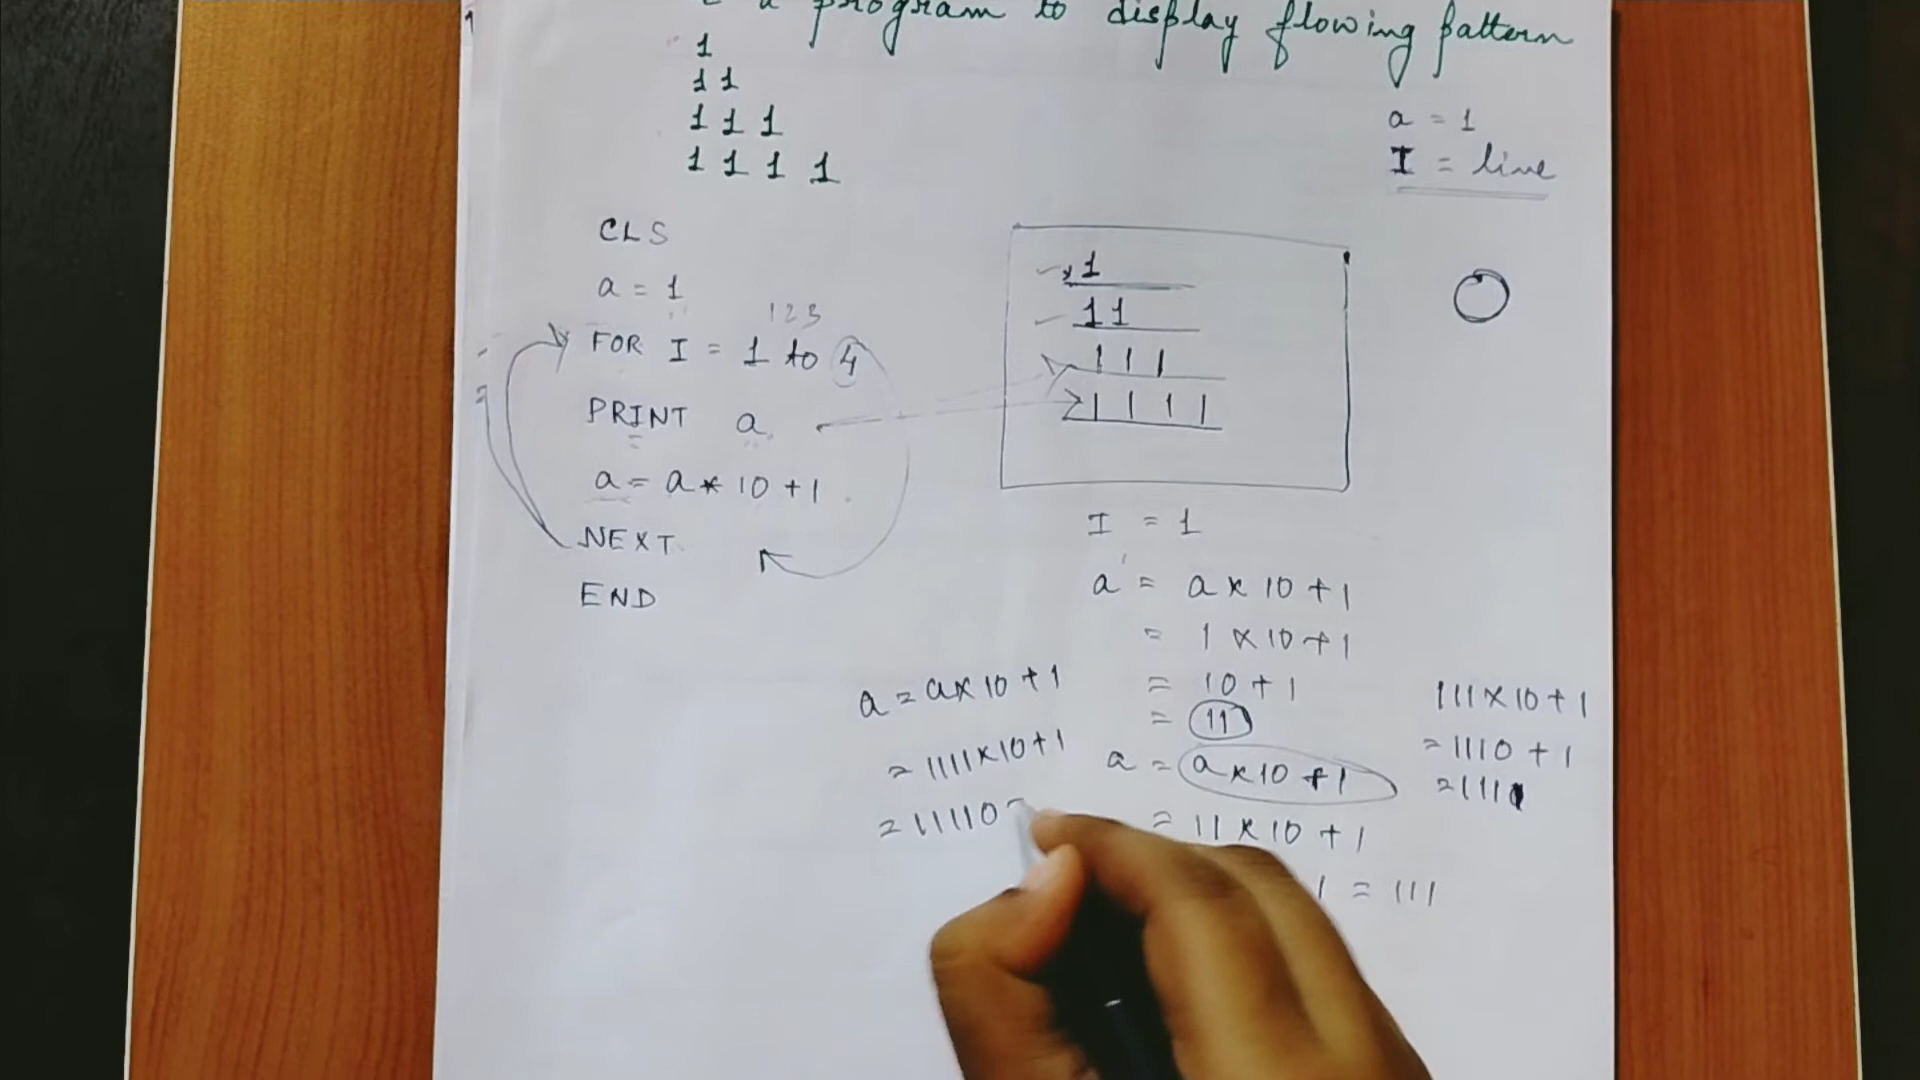 a program to display flowing pattern
1
1 1
1 1 1
1 1 1 1
a = 1
I = line
CLS
a = 1
1 2 3
FOR I = 1 to 4
PRINT a
a = a * 10 + 1
NEXT
END
1
1 1
1 1 1
1 1 1 1
I = 1
a = a x 10 + 1
= 1 x 10 + 1
= 10 + 1
= 11
a = a x 10 + 1
= 11 x 10 + 1
1 = 111
111 x 10 + 1
= 1110 + 1
= 1111
a = a x 10 + 1
= 1111 x 10 + 1
= 11110